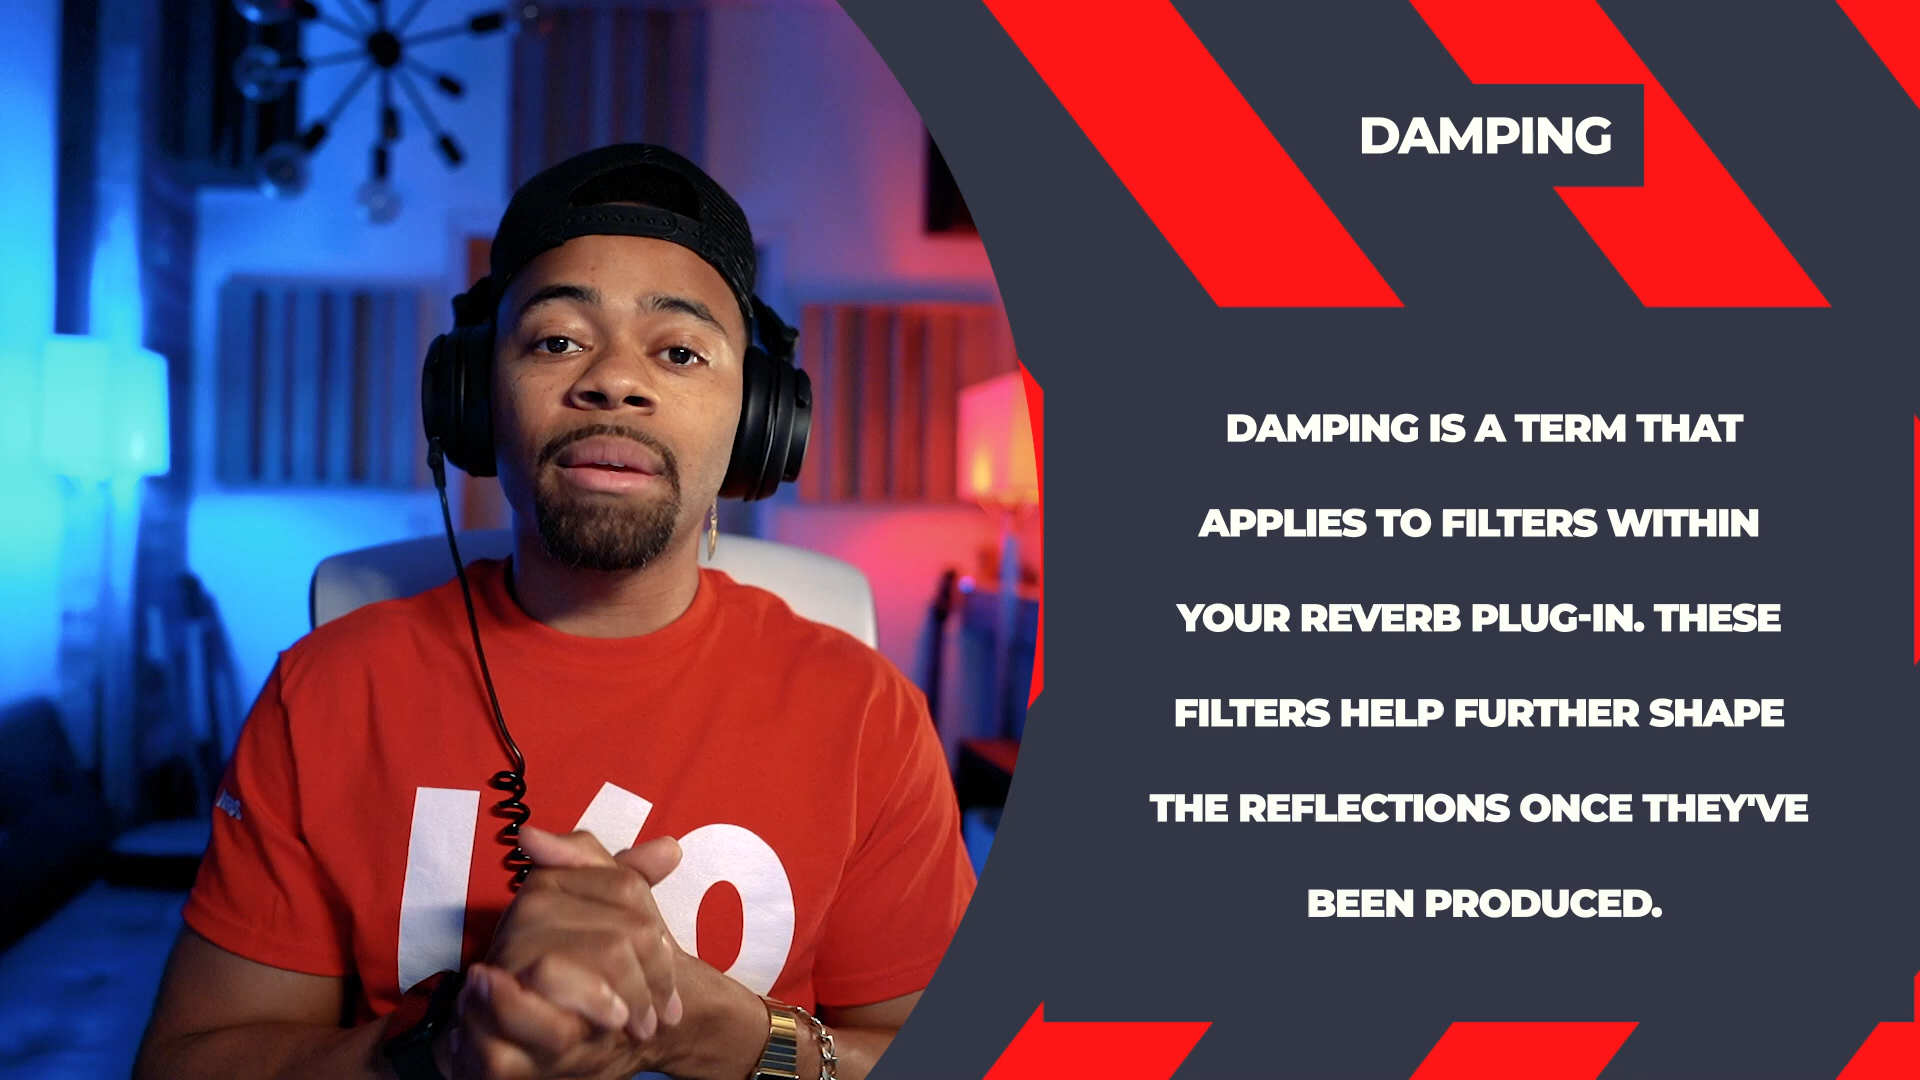 DAMPING
DAMPING IS A TERM THAT
APPLIES TO FILTERS WITHIN
YOUR REVERB PLUG-IN. THESE
FILTERS HELP FURTHER SHAPE
THE REFLECTIONS ONCE THEY'VE
BEEN PRODUCED.